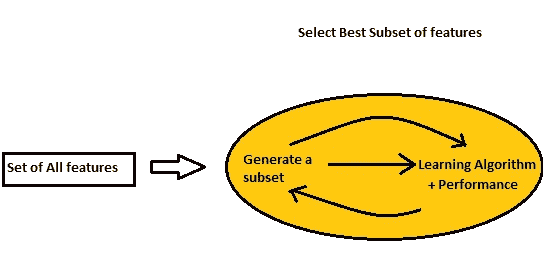 Select Best Subset of features
Set of All features
Generate a
subset
Learning Algorithm
+ Performance